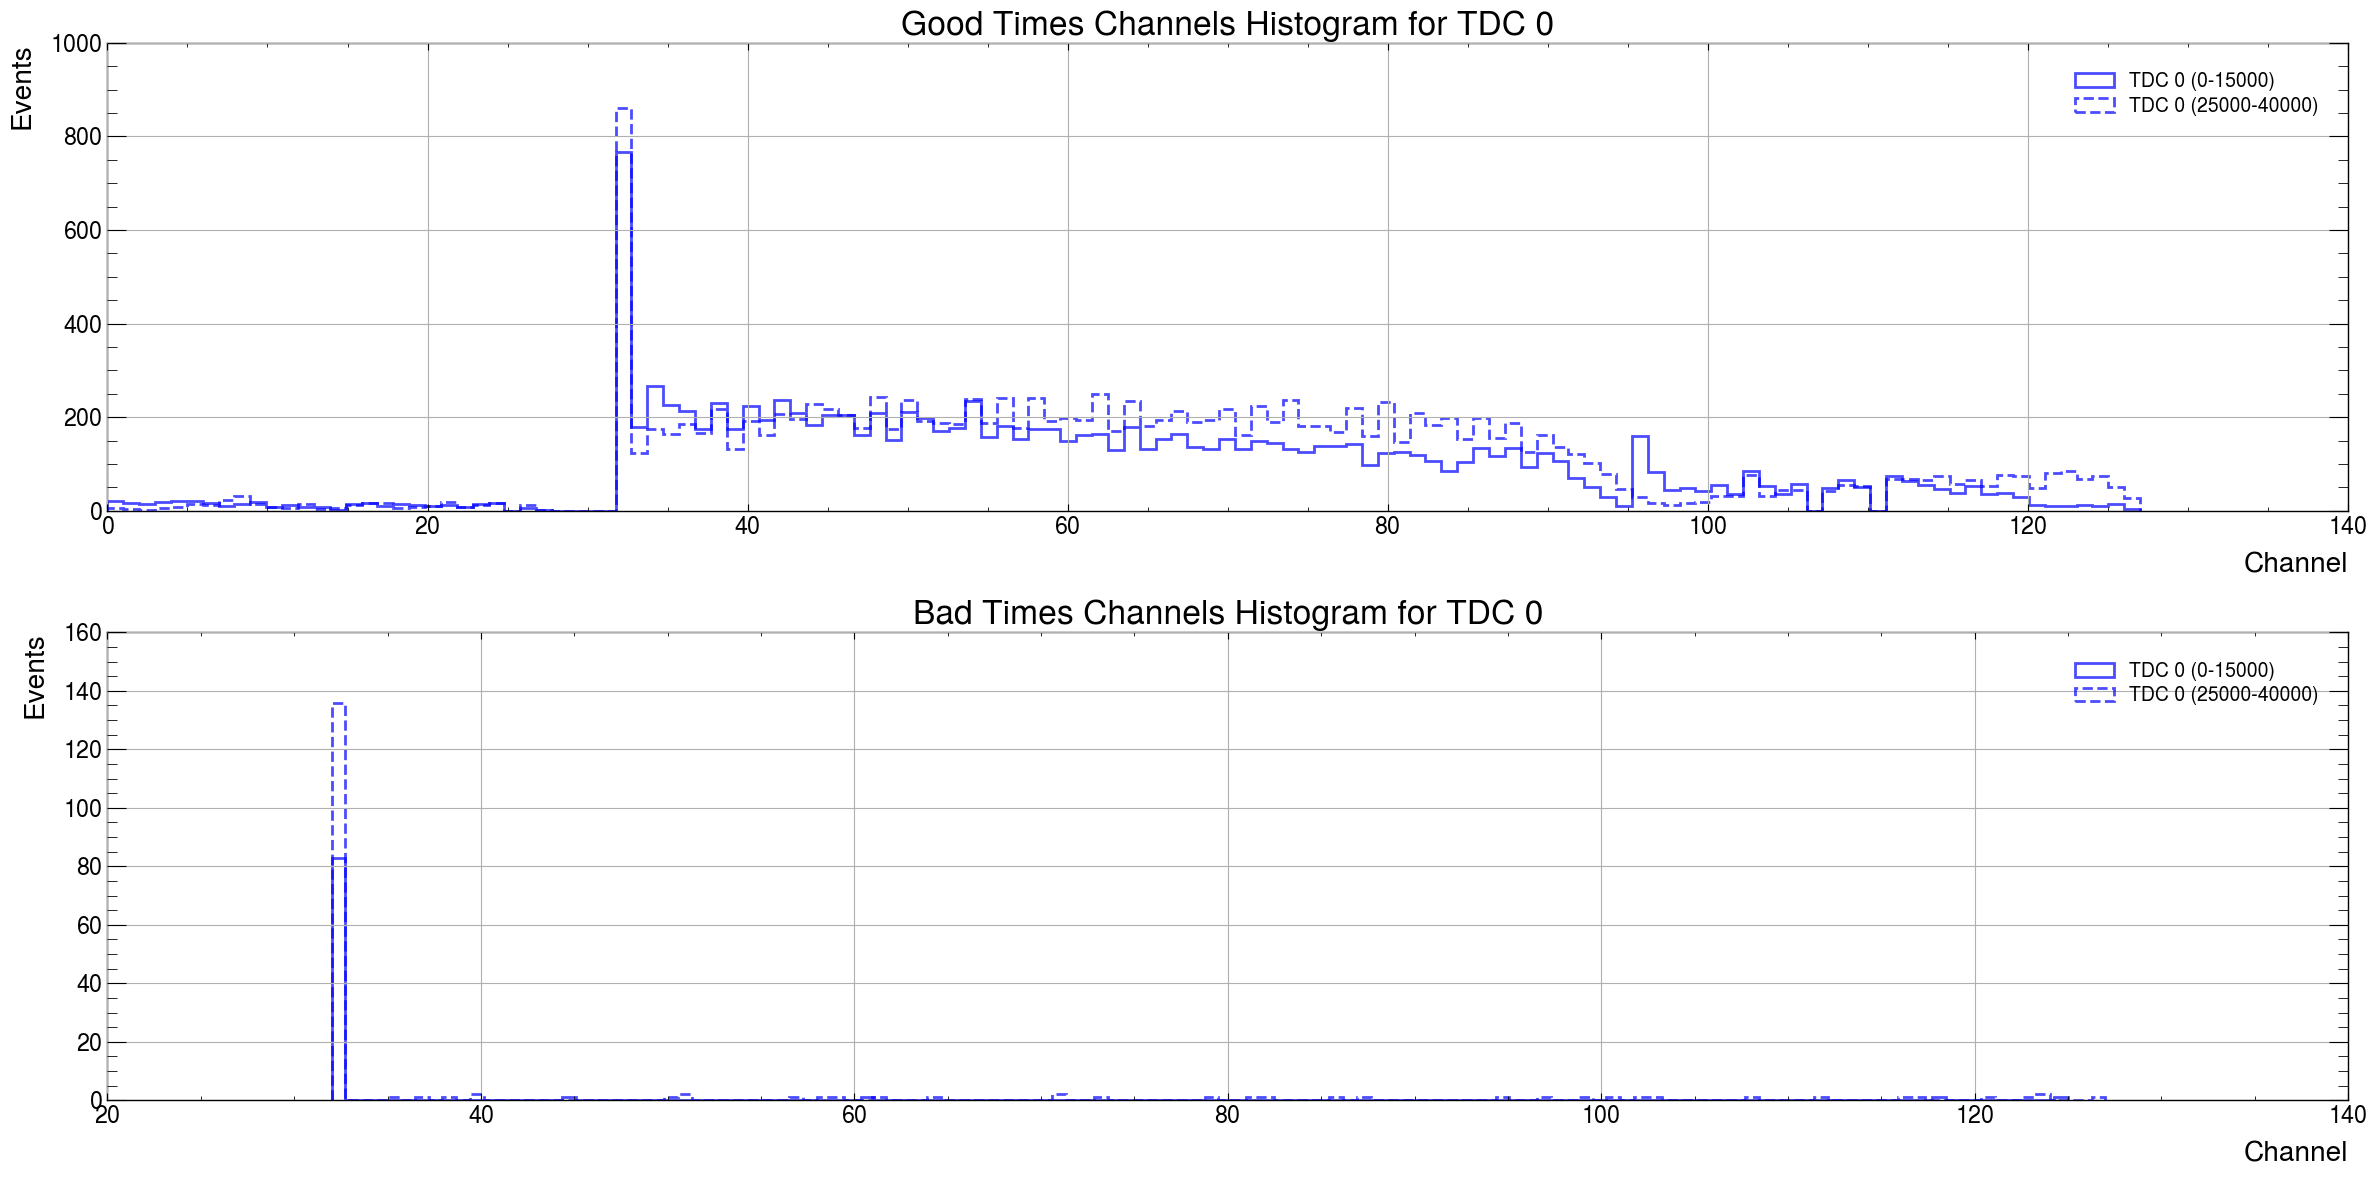 Good Times Channels Histogram for TDC 0
Events
1000
800
600
400
200
0
TDC 0 (0-15000)
TDC 0 (25000-40000)
0 20 40 60 80 100 120 140
Channel
Bad Times Channels Histogram for TDC 0
Events
160
140
120
100
80
60
40
20
0
TDC 0 (0-15000)
TDC 0 (25000-40000)
20 40 60 80 100 120 140
Channel